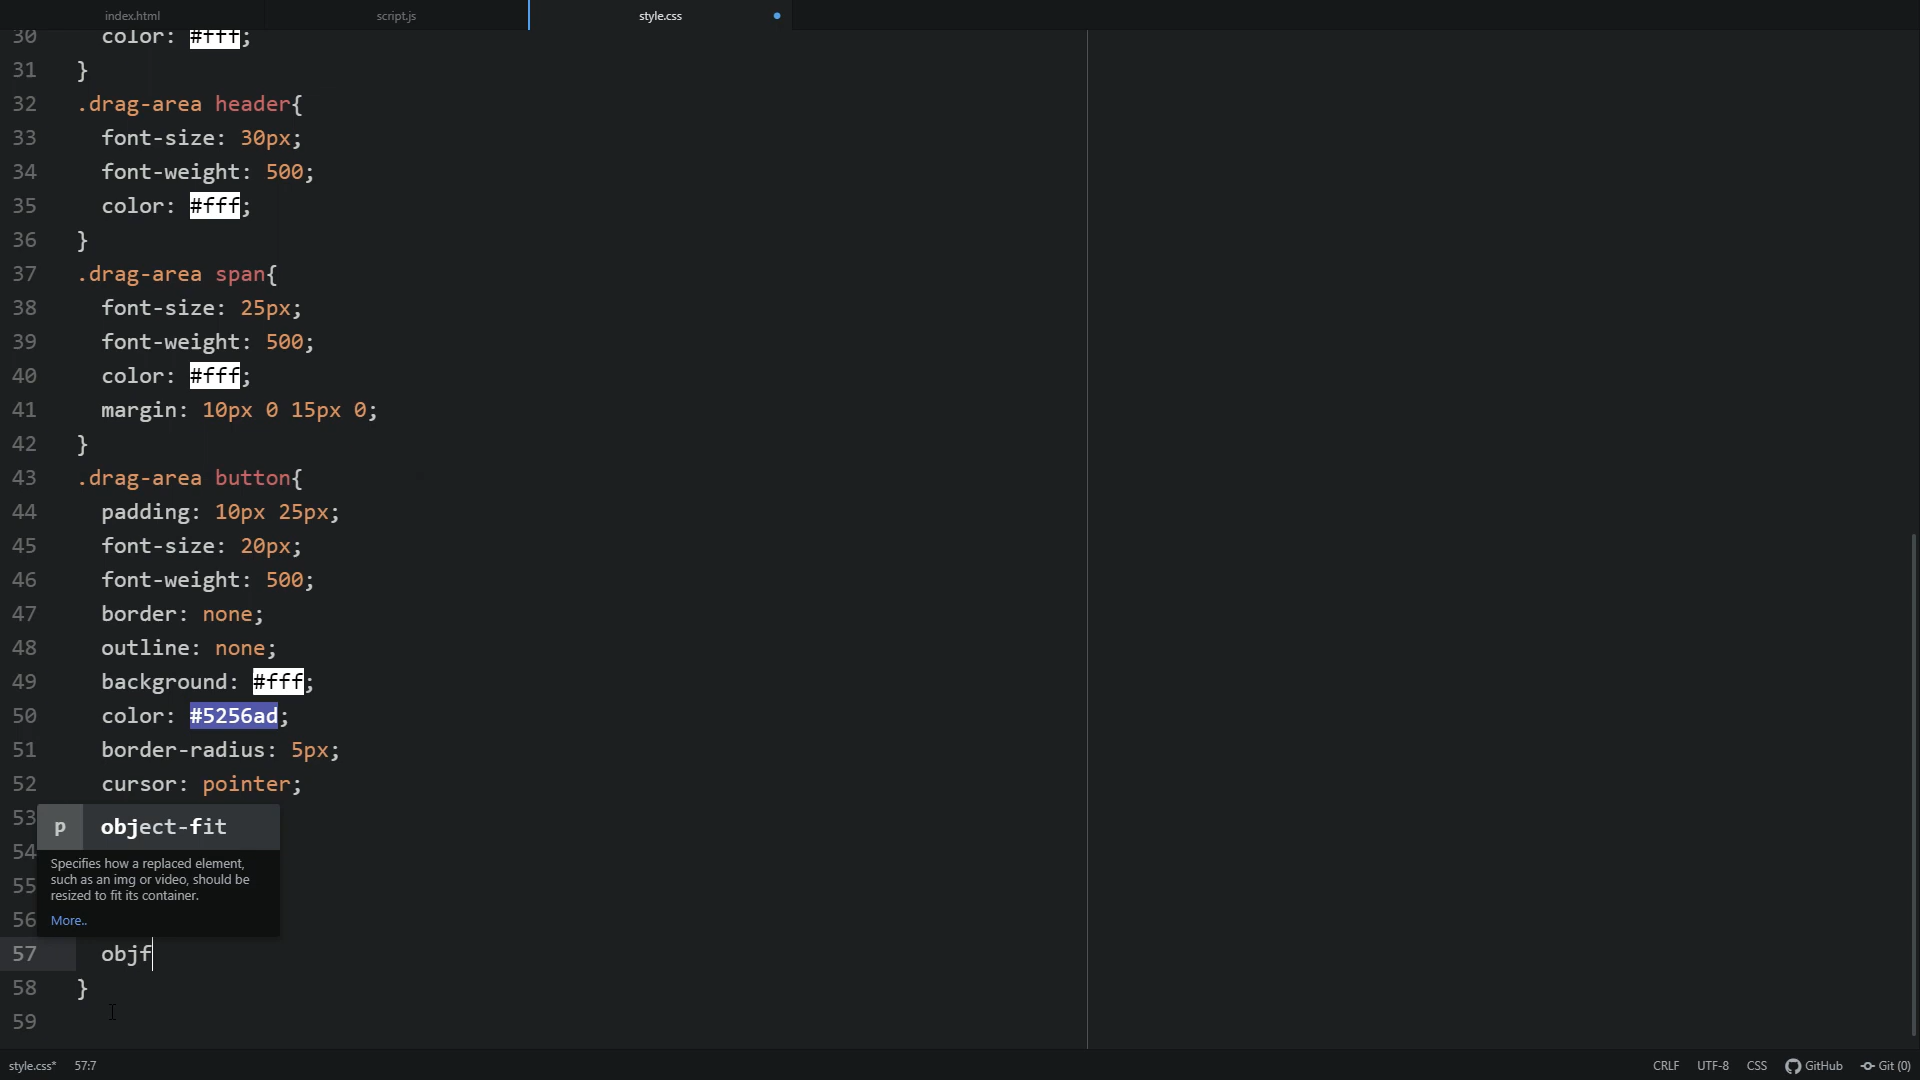 index.html
script.js
style.css
30 color: #fff;
31 }
32 .drag-area header{
33 font-size: 30px;
34 font-weight: 500;
35 color: #fff;
36 }
37 .drag-area span{
38 font-size: 25px;
39 font-weight: 500;
40 color: #fff;
41 margin: 10px 0 15px 0;
42 }
43 .drag-area button{
44 padding: 10px 25px;
45 font-size: 20px;
46 font-weight: 500;
47 border: none;
48 outline: none;
49 background: #fff;
50 color: #5256ad;
51 border-radius: 5px;
52 cursor: pointer;
53
p object-fit
54
Specifies how a replaced element,
such as an img or video, should be
55
resized to fit its container.
56
More..
57 objf
58 }
59
style.css* 57:7 CRLF UTF-8 CSS GitHub Git (0)